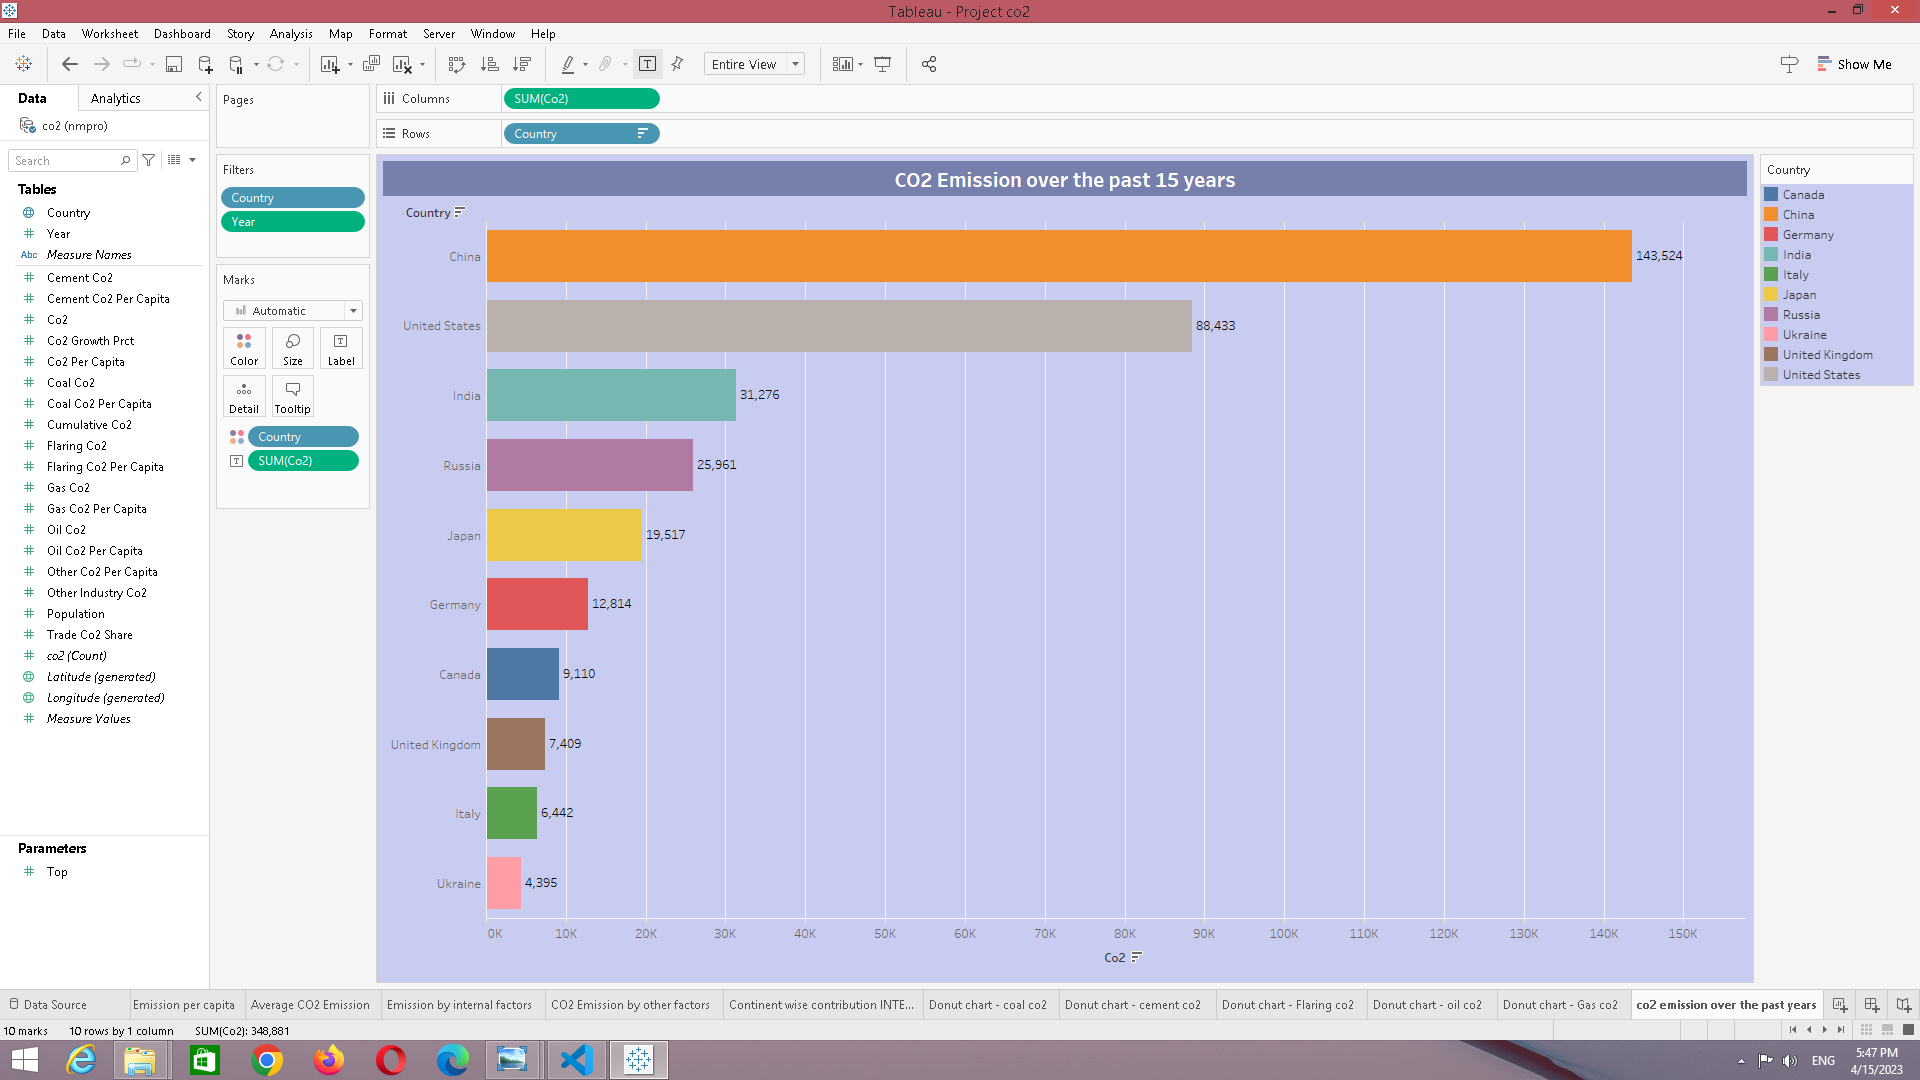 Tableau - Project co2
File Data Worksheet Dashboard Story Analysis Map Format Server Window Help
Entire View
Show Me
Data Analytics
co2 (nmpro)
Search
Tables
Country
Year
Abc Measure Names
Cement Co2
Cement Co2 Per Capita
Co2
Co2 Growth Prct
Co2 Per Capita
Coal Co2
Coal Co2 Per Capita
Cumulative Co2
Flaring Co2
Flaring Co2 Per Capita
Gas Co2
Gas Co2 Per Capita
Oil Co2
Oil Co2 Per Capita
Other Co2 Per Capita
Other Industry Co2
Population
Trade Co2 Share
co2 (Count)
Latitude (generated)
Longitude (generated)
Measure Values
Parameters
Top
Pages
Filters
Country
Year
Marks
Automatic
Color Size Label
Detail Tooltip
Country
SUM(Co2)
Columns SUM(Co2)
Rows Country
CO2 Emission over the past 15 years
Country
China 143,524
United States 88,433
India 31,276
Russia 25,961
Japan 19,517
Germany 12,814
Canada 9,110
United Kingdom 7,409
Italy 6,442
Ukraine 4,395
0K 10K 20K 30K 40K 50K 60K 70K 80K 90K 100K 110K 120K 130K 140K 150K
Co2
Country
Canada
China
Germany
India
Italy
Japan
Russia
Ukraine
United Kingdom
United States
Data Source Emission per capita Average CO2 Emission Emission by internal factors CO2 Emission by other factors Continent wise contribution INTE... Donut chart - coal co2 Donut chart - cement co2 Donut chart - Flaring co2 Donut chart - oil co2 Donut chart - Gas co2 co2 emission over the past years
10 marks 10 rows by 1 column SUM(Co2): 348,881
ENG
5:47 PM
4/15/2023